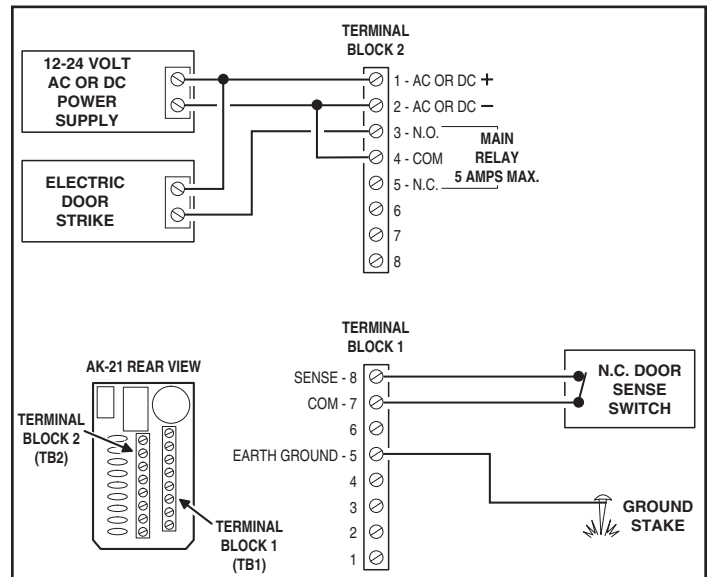 TERMINAL
BLOCK 2
12-24 VOLT
AC OR DC
POWER
SUPPLY
ELECTRIC
DOOR
STRIKE
1 - AC OR DC +
2 - AC OR DC −
3 - N.O.
4 - COM
5 - N.C.
6
7
8
MAIN
RELAY
5 AMPS MAX.
TERMINAL
BLOCK 1
SENSE - 8
COM - 7
6
EARTH GROUND - 5
4
3
2
1
N.C. DOOR
SENSE
SWITCH
GROUND
STAKE
AK-21 REAR VIEW
TERMINAL
BLOCK 2
(TB2)
TERMINAL
BLOCK 1
(TB1)